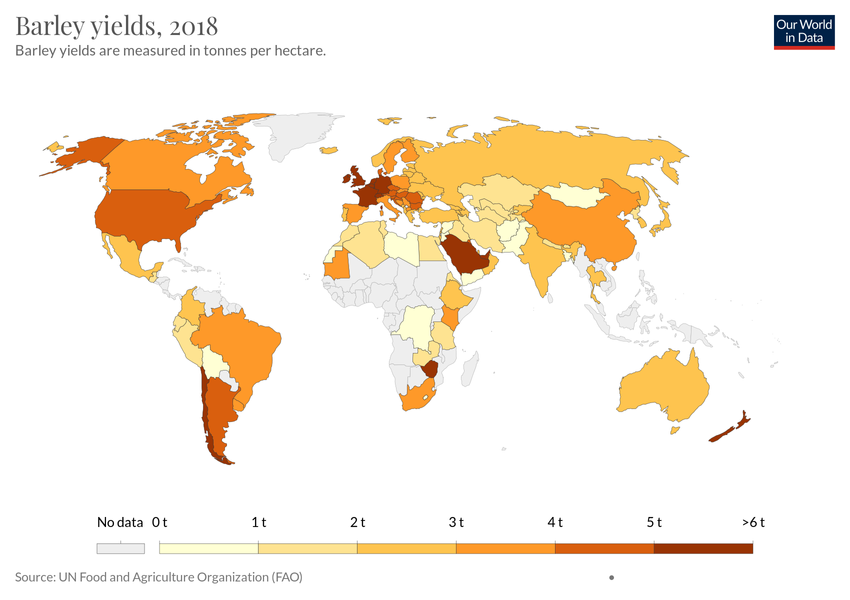 Barley yields, 2018
Barley yields are measured in tonnes per hectare.
Our World
in Data
No data
0 t
1 t
2 t
3 t
4 t
5 t
>6 t
Source: UN Food and Agriculture Organization (FAO)
•